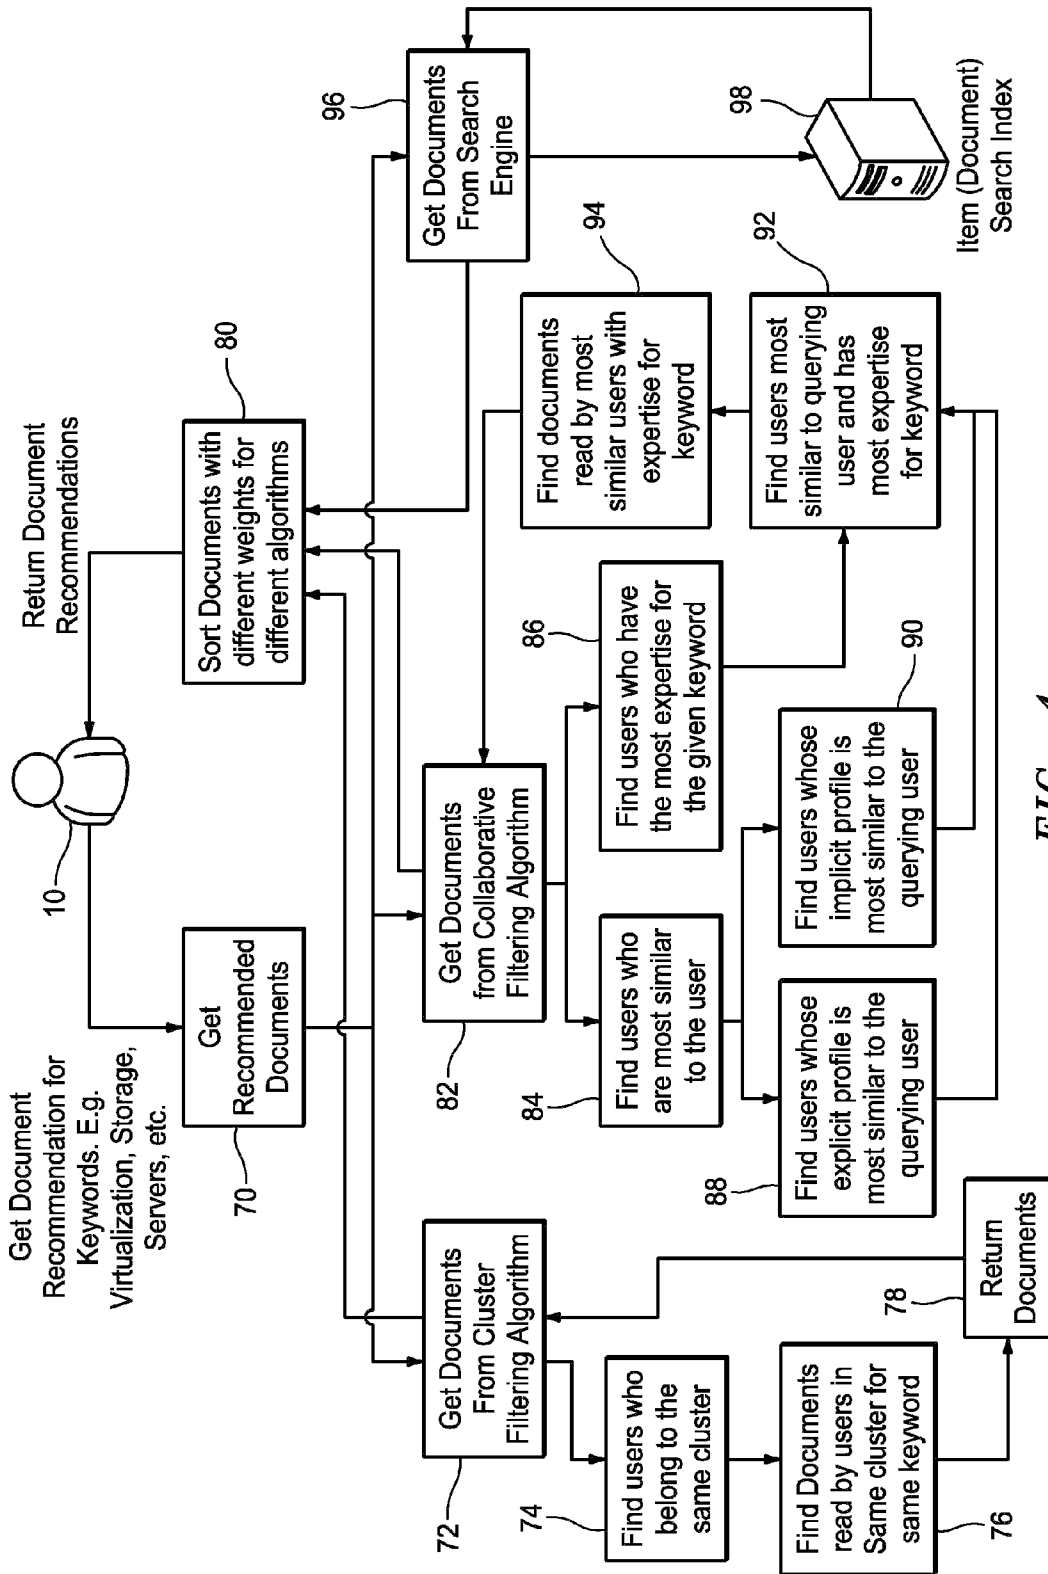 Get Document
Recommendation for
Keywords. E.g.
Virtualization, Storage,
Servers, etc.
10
Return Document
Recommendations
70
Get
Recommended
Documents
80
Sort Documents with
different weights for
different algorithms
96
Get Documents
From Search
Engine
72
Get Documents
From Cluster
Filtering Algorithm
82
Get Documents
from Collaborative
Filtering Algorithm
94
Find documents
read by most
similar users with
expertise for
keyword
98
Item (Document)
Search Index
74
Find users who
belong to the
same cluster
84
Find users who
are most similar
to the user
86
Find users who have
the most expertise for
the given keyword
92
Find users most
similar to querying
user and has
most expertise
for keyword
76
Find Documents
read by users in
Same cluster for
same keyword
78
Return
Documents
88
Find users whose
explicit profile is
most similar to the
querying user
90
Find users whose
implicit profile is
most similar to the
querying user